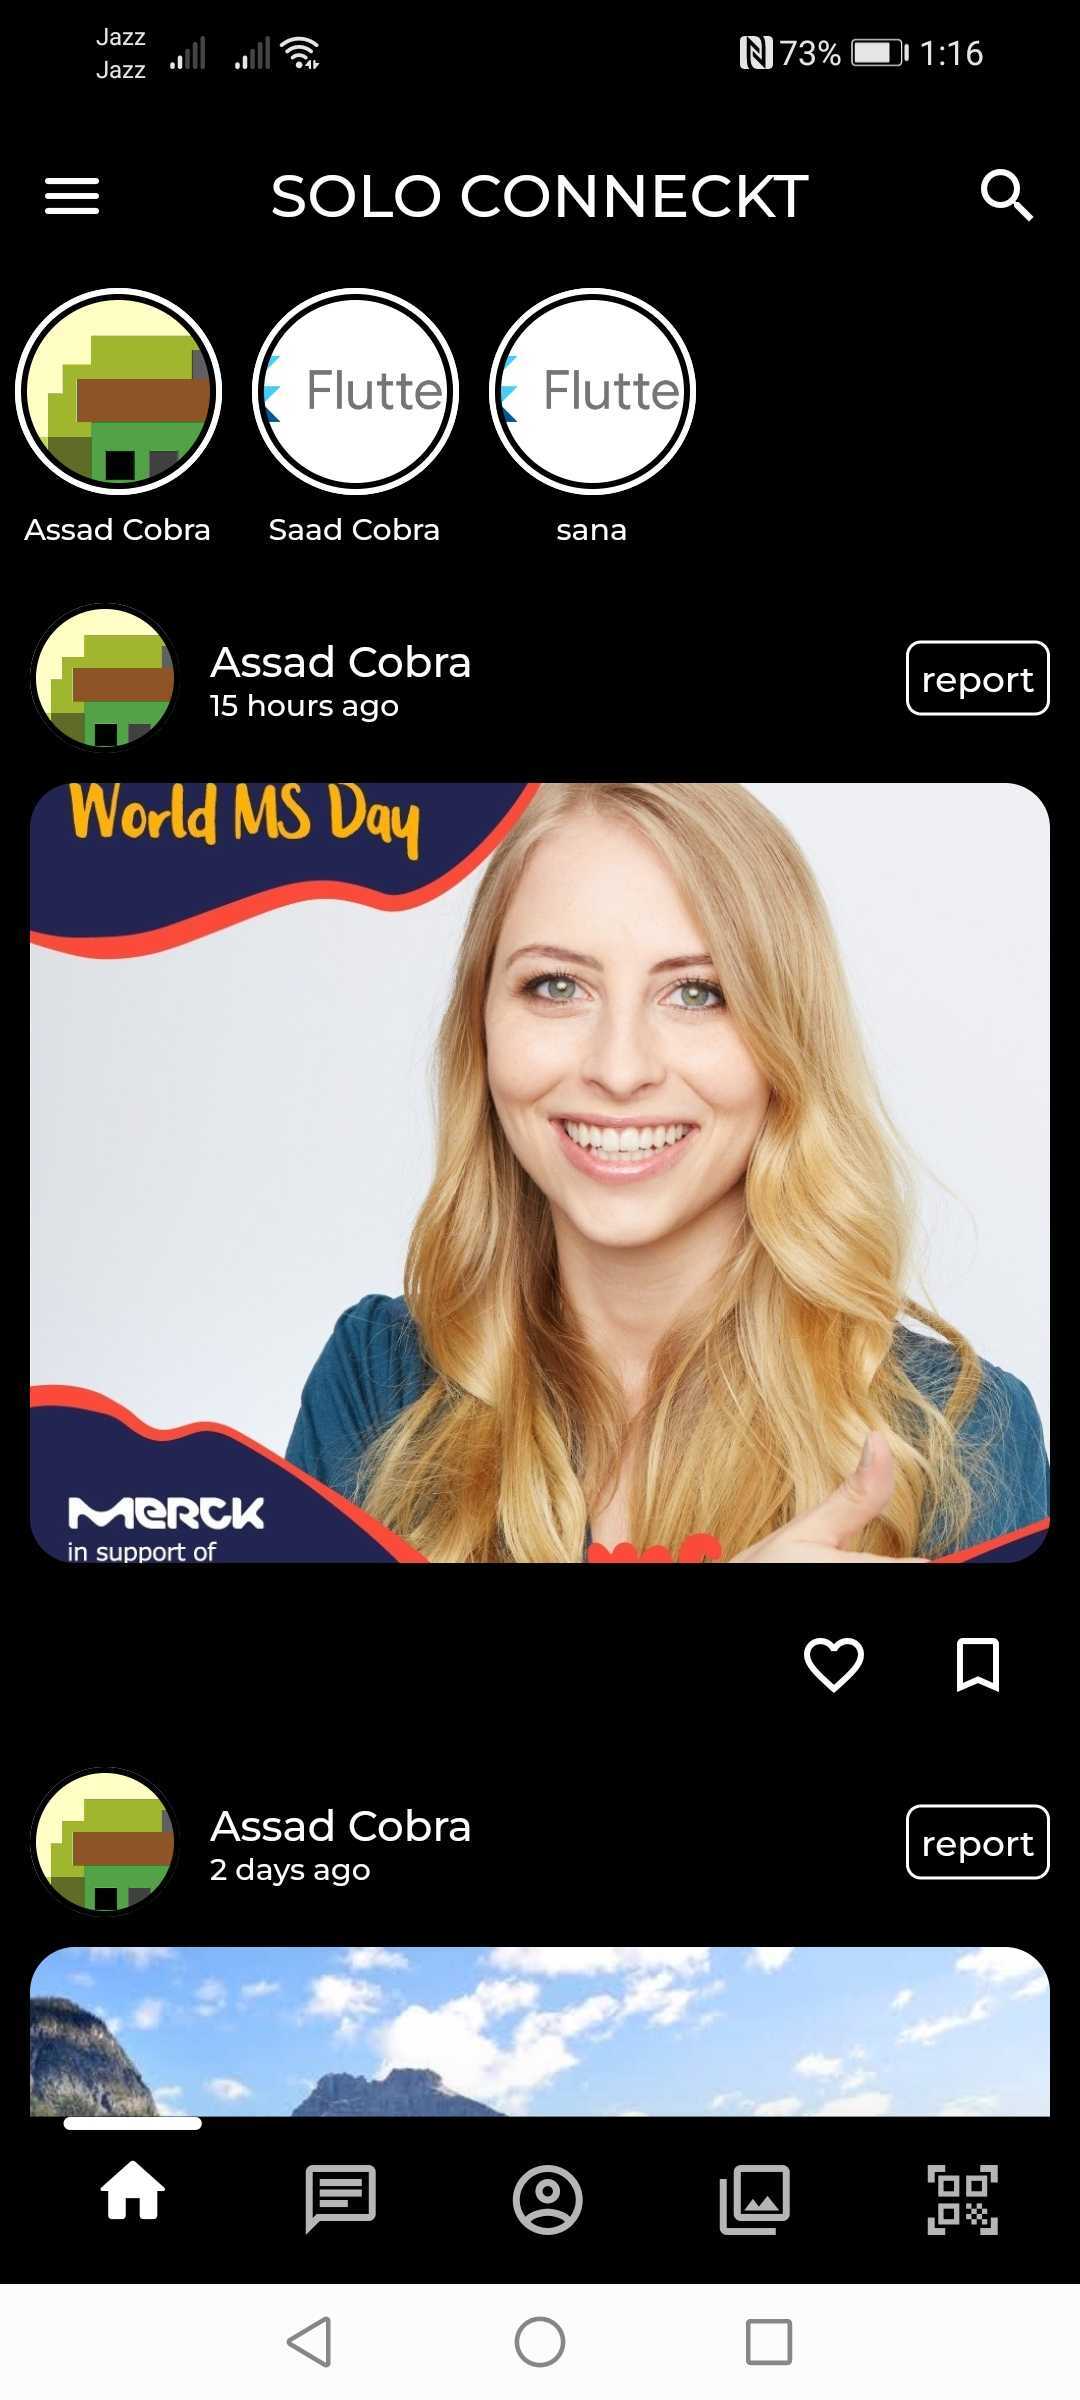 Jazz
Jazz
73% 1:16
SOLO CONNECKT
Flutte
Flutte
Assad Cobra
Saad Cobra
sana
Assad Cobra
15 hours ago
report
World MS Day
MERCK
in support of
Assad Cobra
2 days ago
report